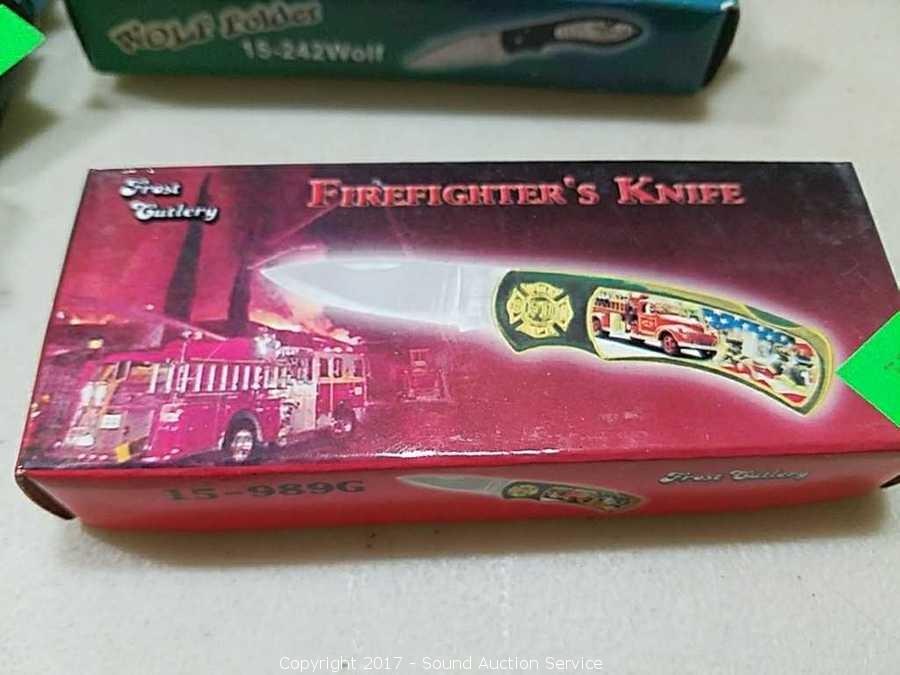 WOLF Folder
15-242Wolf
Frost
Cutlery
FIREFIGHTER'S KNIFE
15-989G
Frost Cutlery
Copyright 2017 - Sound Auction Service